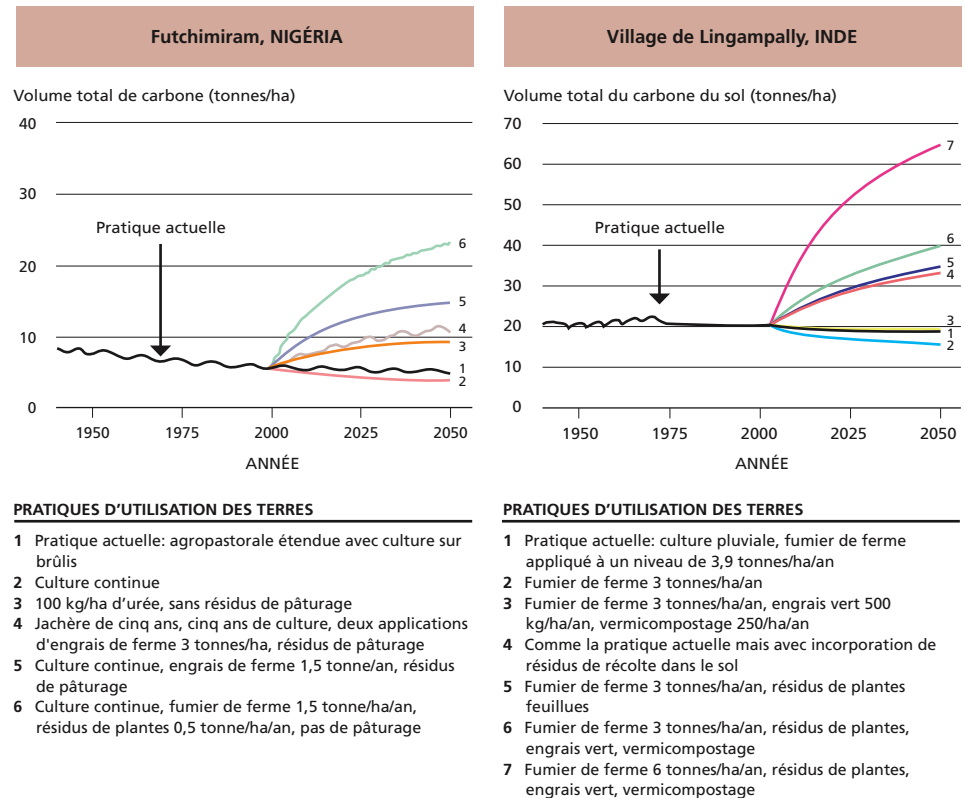 Futchimiram, NIGÉRIA
Volume total de carbone (tonnes/ha)
40
30
20
10
0
Pratique actuelle
6
5
4
3
1
2
1950
1975
2000
2025
2050
ANNÉE
PRATIQUES D'UTILISATION DES TERRES
1 Pratique actuelle: agropastorale étendue avec culture sur
brûlis
2 Culture continue
3 100 kg/ha d'urée, sans résidus de pâturage
4 Jachère de cinq ans, cinq ans de culture, deux applications
d'engrais de ferme 3 tonnes/ha, résidus de pâturage
5 Culture continue, engrais de ferme 1,5 tonne/an, résidus
de pâturage
6 Culture continue, fumier de ferme 1,5 tonne/ha/an,
résidus de plantes 0,5 tonne/ha/an, pas de pâturage
Village de Lingampally, INDE
Volume total du carbone du sol (tonnes/ha)
70
60
50
40
30
20
10
0
Pratique actuelle
7
6
5
4
3
1
2
1950
1975
2000
2025
2050
ANNÉE
PRATIQUES D'UTILISATION DES TERRES
1 Pratique actuelle: culture pluviale, fumier de ferme
appliqué à un niveau de 3,9 tonnes/ha/an
2 Fumier de ferme 3 tonnes/ha/an
3 Fumier de ferme 3 tonnes/ha/an, engrais vert 500
kg/ha/an, vermicompostage 250/ha/an
4 Comme la pratique actuelle mais avec incorporation de
résidus de récolte dans le sol
5 Fumier de ferme 3 tonnes/ha/an, résidus de plantes
feuillues
6 Fumier de ferme 3 tonnes/ha/an, résidus de plantes,
engrais vert, vermicompostage
7 Fumier de ferme 6 tonnes/ha/an, résidus de plantes,
engrais vert, vermicompostage